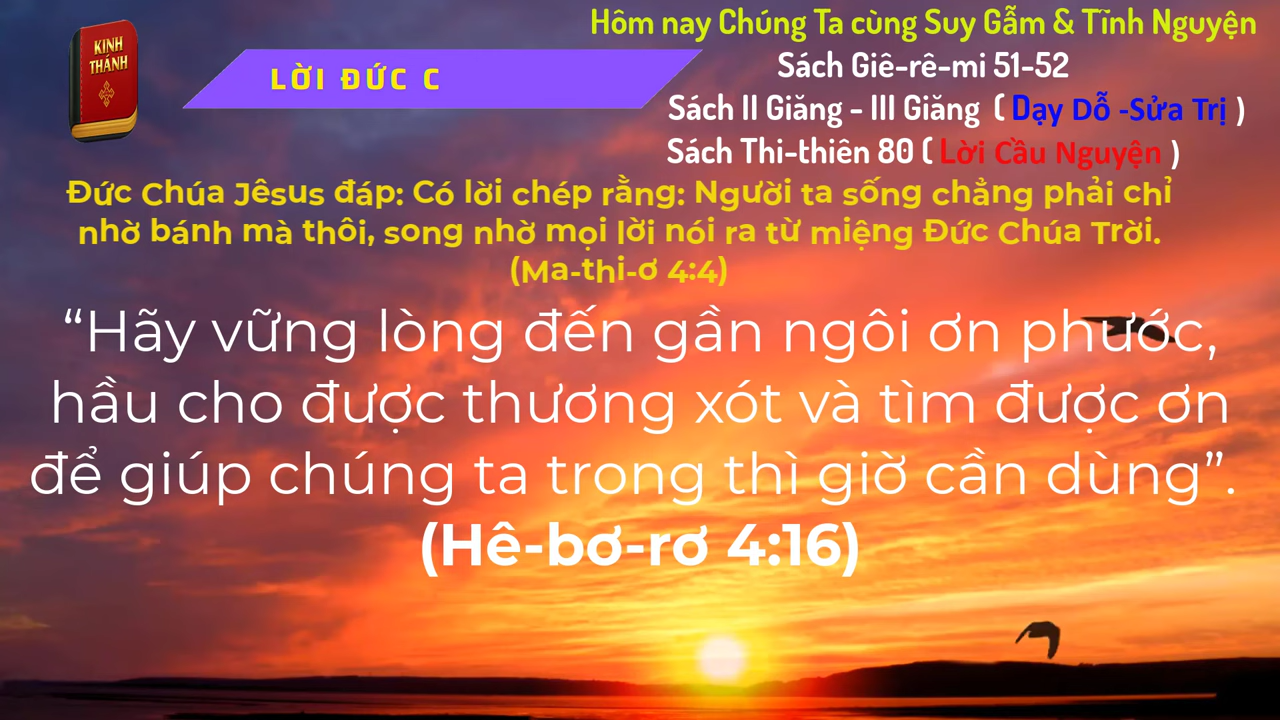 KINH
THÁNH
LỜI ĐỨC C
Hôm nay Chúng Ta cùng Suy Gẫm & Tĩnh Nguyện
Sách Giê-rê-mi 51-52
Sách II Giăng - III Giăng ( Dạy Dỗ -Sửa Trị )
Sách Thi-thiên 80 ( Lời Cầu Nguyện )
Đức Chúa Jêsus đáp: Có lời chép rằng: Người ta sống chẳng phải chỉ
nhờ bánh mà thôi, song nhờ mọi lời nói ra từ miệng Đức Chúa Trời.
(Ma-thi-ơ 4:4)
“Hãy vững lòng đến gần ngôi ơn phước,
hầu cho được thương xót và tìm được ơn
để giúp chúng ta trong thì giờ cần dùng”.
(Hê-bơ-rơ 4:16)